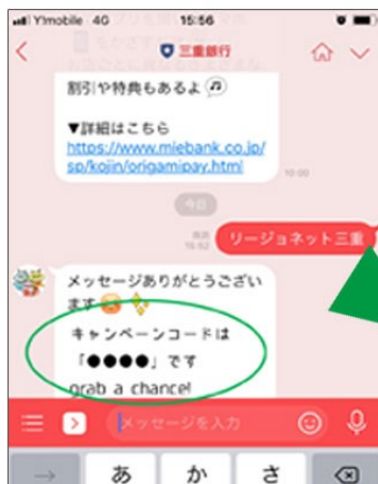 Y!mobile 4G 15:56
三重銀行
割引や特典もあるよ
▼詳細はこちら
https://www.miebank.co.jp/
sp/kojin/origamipay.html
10:00
今日
既読
15:52
リージョネット三重
メッセージありがとうござい
ます
キャンペーンコードは
「●●●●」です
grab a chance!
メッセージを入力
→ あ か さ